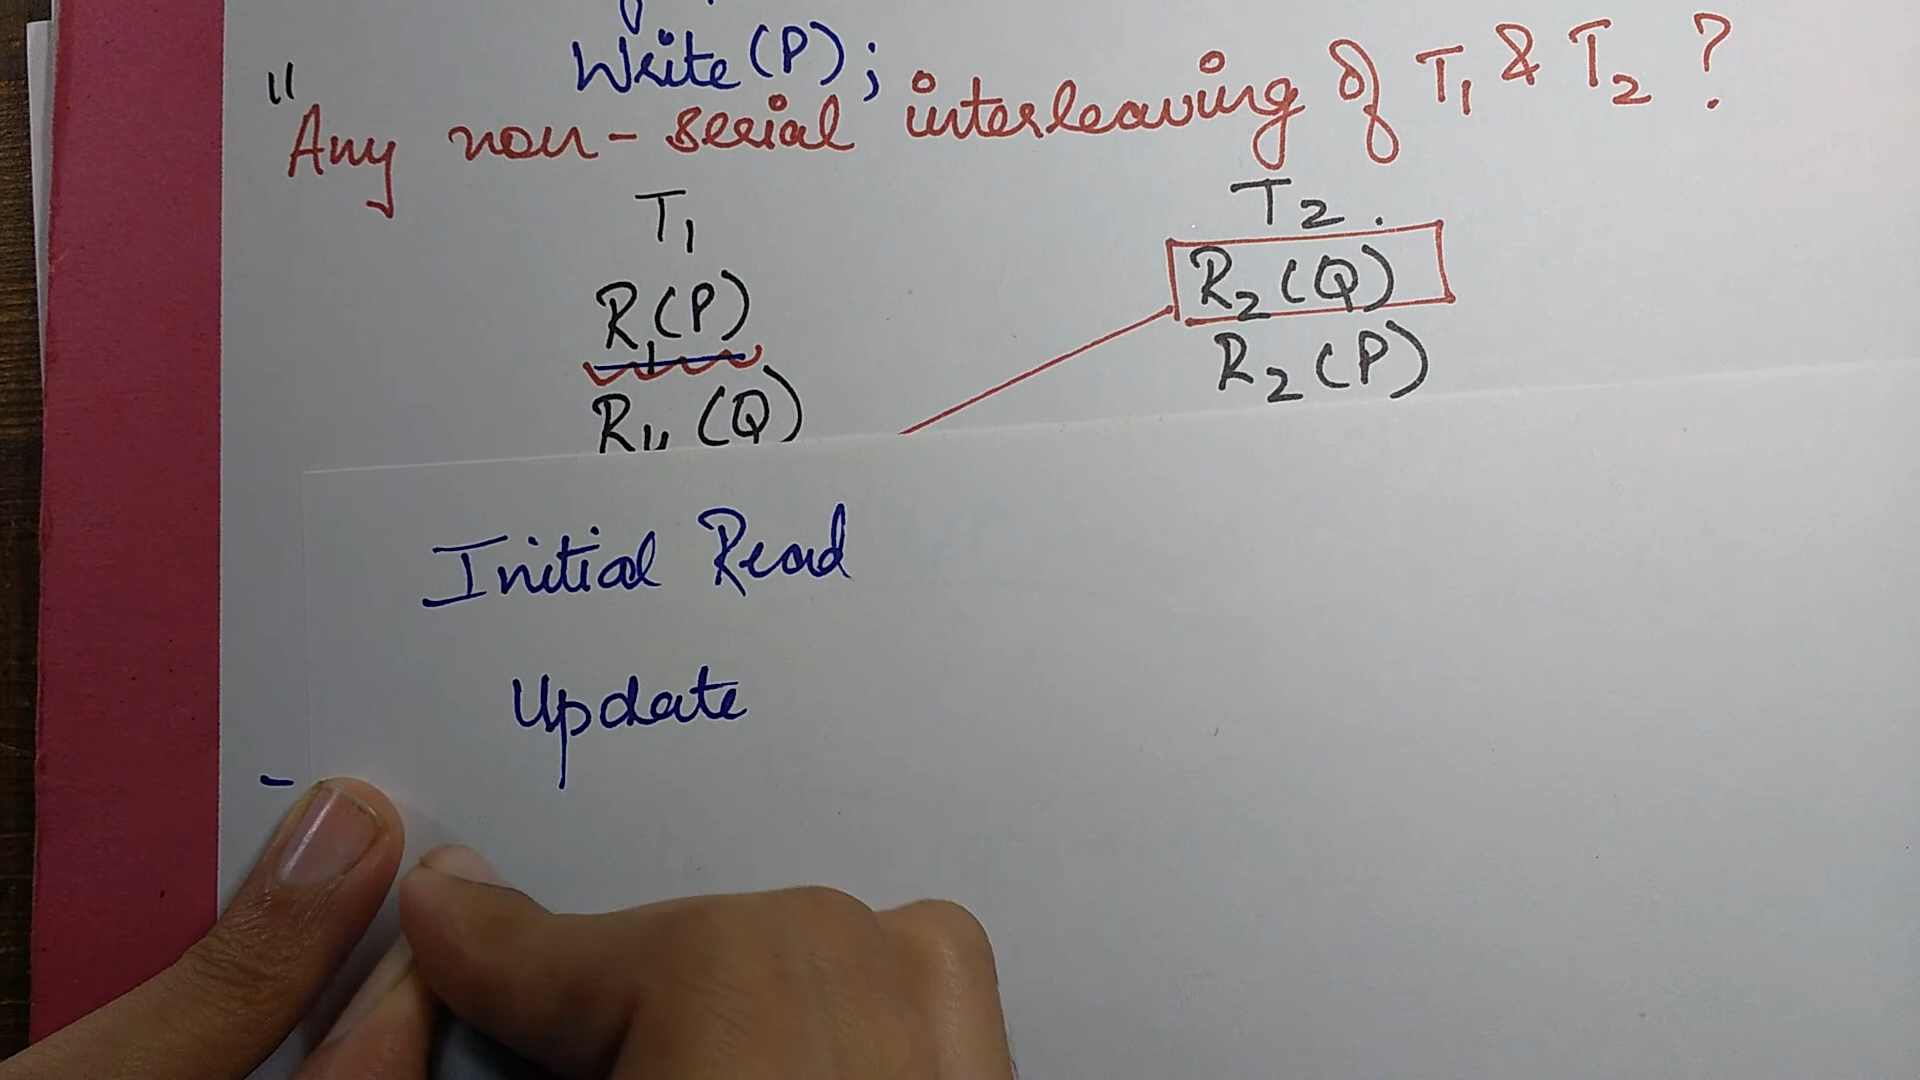 Write (P);
"Any non-serial interleaving of T1 & T2 ?
T1
T2.
R1(P)
R2(Q)
R2(P)
(Q)
Initial Read
Update